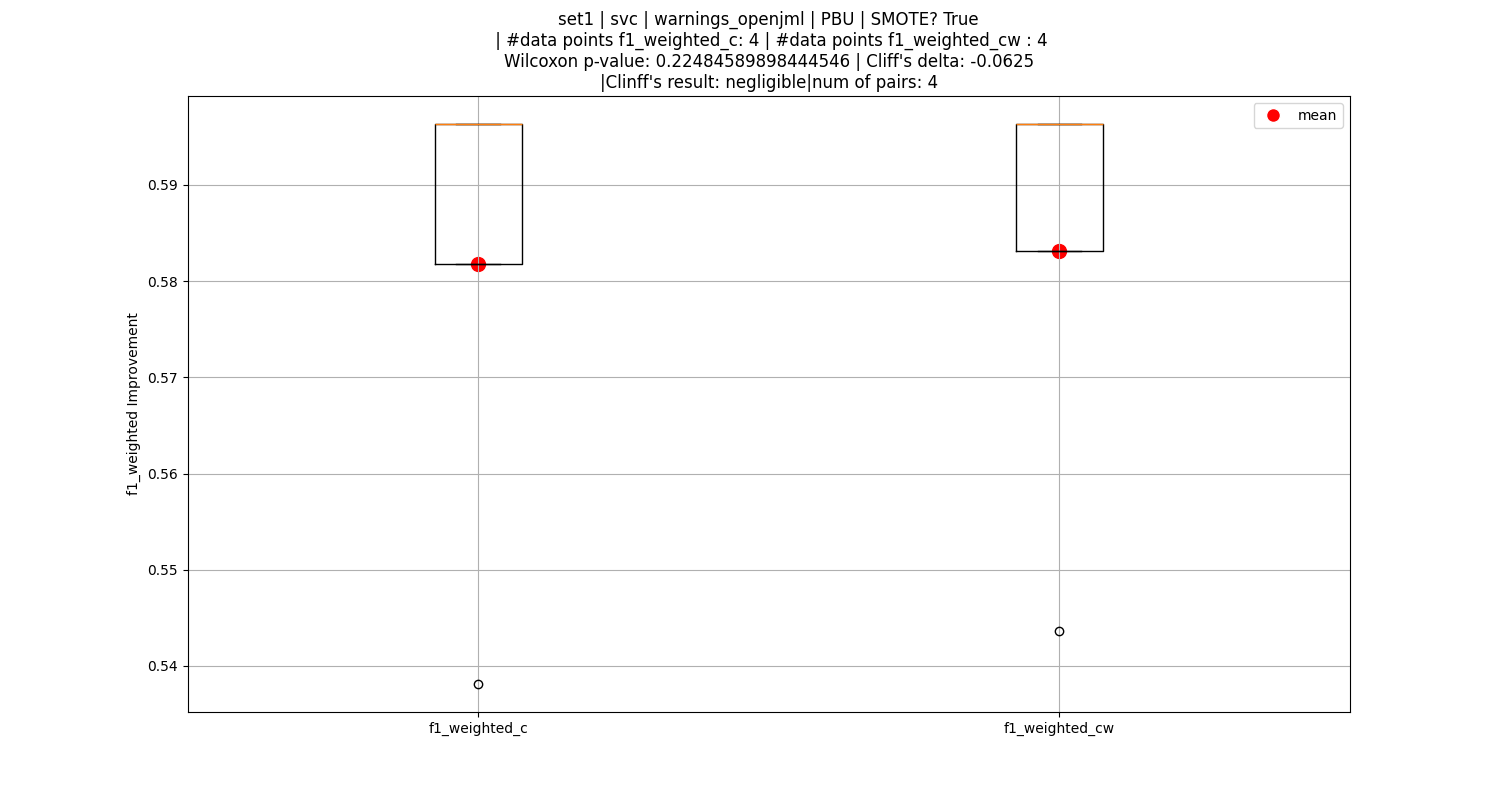 set1 | svc | warnings_openjml | PBU | SMOTE? True
| #data points f1_weighted_c: 4 | #data points f1_weighted_cw : 4
Wilcoxon p-value: 0.22484589898444546 | Cliff's delta: -0.0625
|Clinff's result: negligible|num of pairs: 4
mean
f1_weighted Improvement
0.59
0.58
0.57
0.56
0.55
0.54
f1_weighted_c
f1_weighted_cw